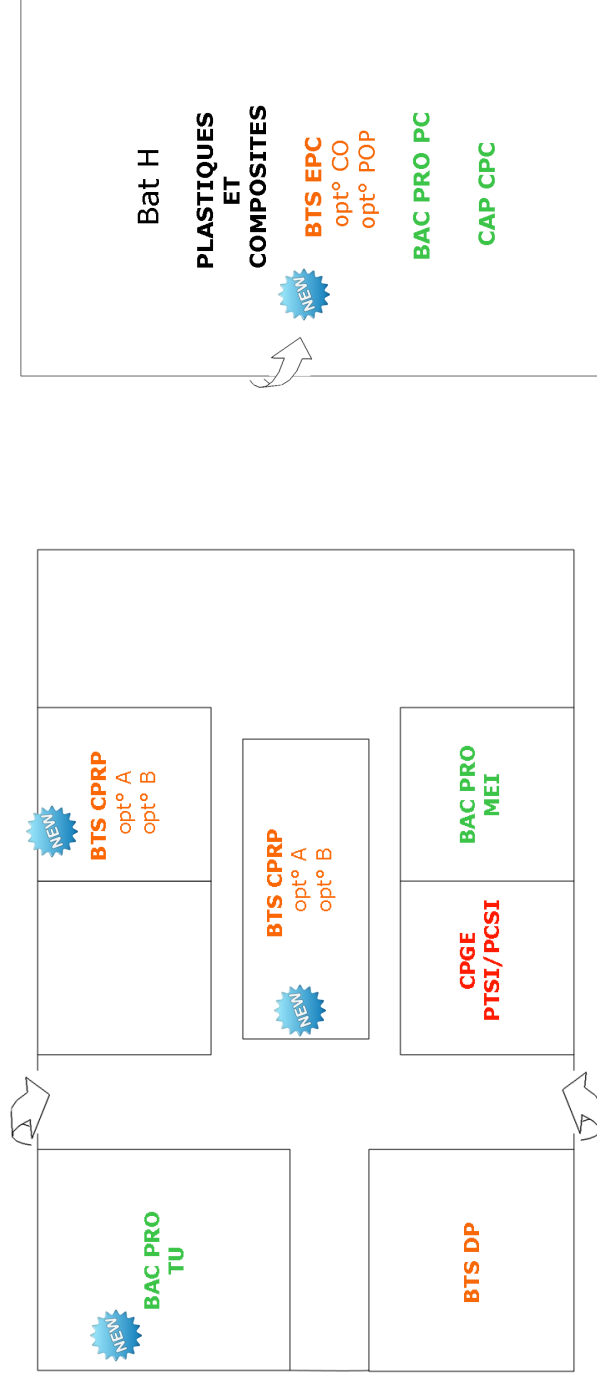 NEW
BAC PRO
TU
NEW
BTS CPRP
opt° A
opt° B
NEW
BTS CPRP
opt° A
opt° B
BTS DP
CPGE
PTSI/PCSI
BAC PRO
MEI
Bat H
PLASTIQUES
ET
COMPOSITES
NEW
BTS EPC
opt° CO
opt° POP
BAC PRO PC
CAP CPC